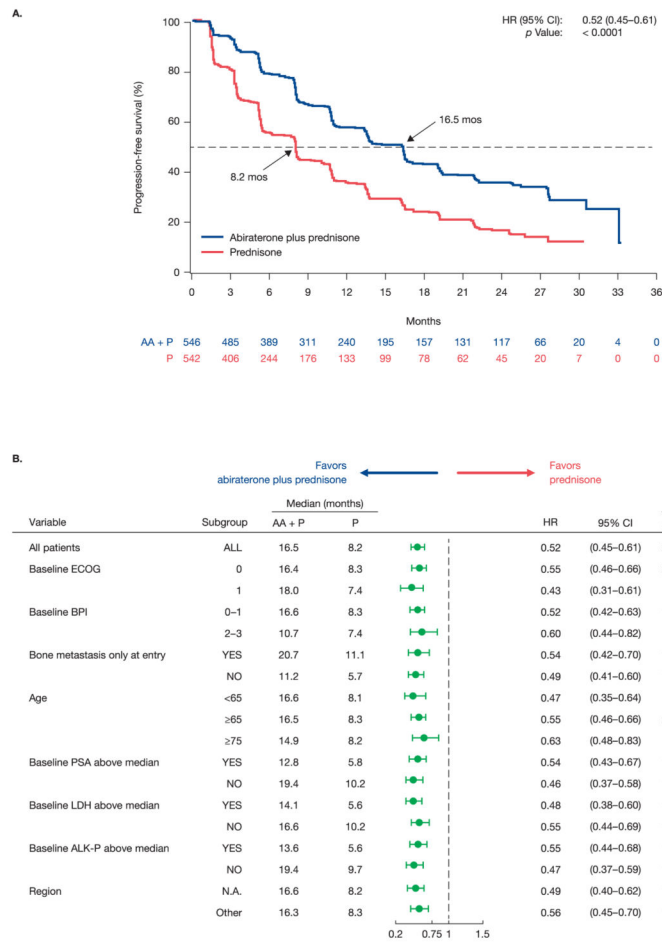 A.
HR (95% CI): 0.52 (0.45–0.61)
p Value: < 0.0001
Progression-free survival (%)
100
80
60
40
20
0
16.5 mos
8.2 mos
Abiraterone plus prednisone
Prednisone
0 3 6 9 12 15 18 21 24 27 30 33 36
Months
AA + P 546 485 389 311 240 195 157 131 117 66 20 4 0
P 542 406 244 176 133 99 78 62 45 20 7 0 0
B.
Favors
abiraterone plus prednisone
Favors
prednisone
Median (months)
Variable Subgroup AA + P P HR 95% CI
All patients ALL 16.5 8.2 0.52 (0.45–0.61)
Baseline ECOG 0 16.4 8.3 0.55 (0.46–0.66)
1 18.0 7.4 0.43 (0.31–0.61)
Baseline BPI 0–1 16.6 8.3 0.52 (0.42–0.63)
2–3 10.7 7.4 0.60 (0.44–0.82)
Bone metastasis only at entry YES 20.7 11.1 0.54 (0.42–0.70)
NO 11.2 5.7 0.49 (0.41–0.60)
Age <65 16.6 8.1 0.47 (0.35–0.64)
≥65 16.5 8.3 0.55 (0.46–0.66)
≥75 14.9 8.2 0.63 (0.48–0.83)
Baseline PSA above median YES 12.8 5.8 0.54 (0.43–0.67)
NO 19.4 10.2 0.46 (0.37–0.58)
Baseline LDH above median YES 14.1 5.6 0.48 (0.38–0.60)
NO 16.6 10.2 0.55 (0.44–0.69)
Baseline ALK-P above median YES 13.6 5.6 0.55 (0.44–0.68)
NO 19.4 9.7 0.47 (0.37–0.59)
Region N.A. 16.6 8.2 0.49 (0.40–0.62)
Other 16.3 8.3 0.56 (0.45–0.70)
0.2 0.75 1 1.5